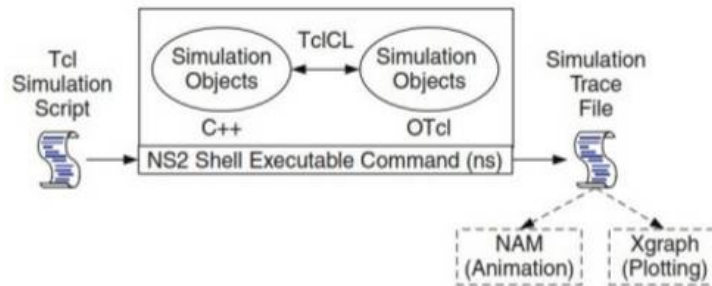 Tcl
Simulation
Script
Simulation
Objects
TclCL
Simulation
Objects
C++
OTcl
NS2 Shell Executable Command (ns)
Simulation
Trace
File
NAM
(Animation)
Xgraph
(Plotting)